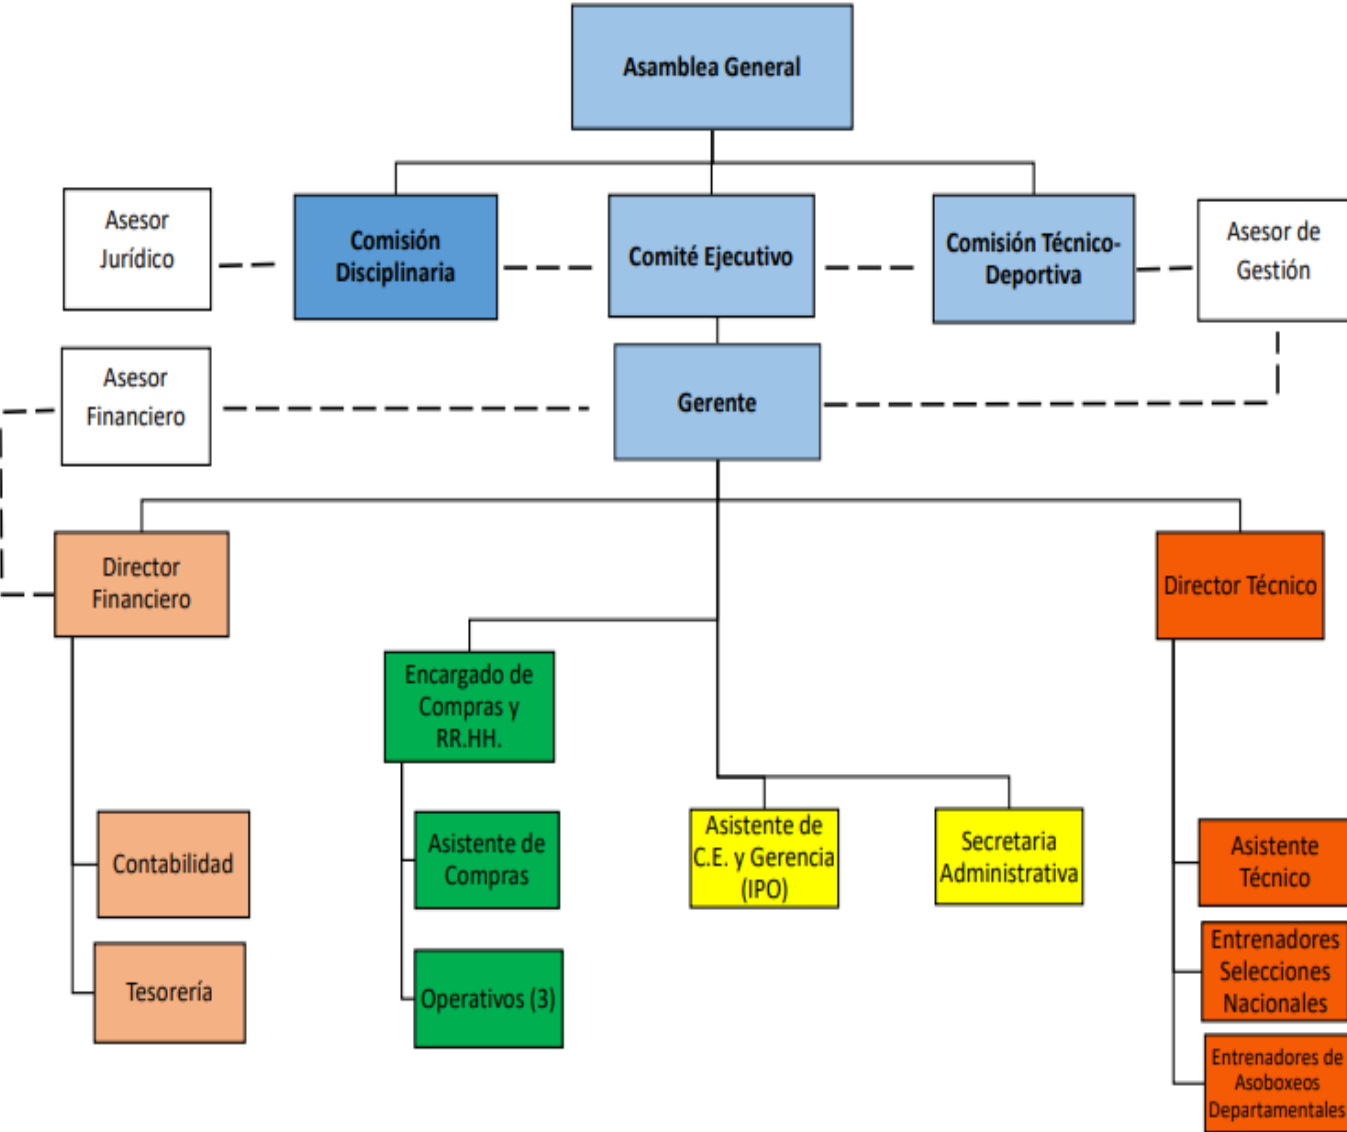 Asamblea General
Asesor
Jurídico
Comisión
Disciplinaria
Comité Ejecutivo
Comisión Técnico-
Deportiva
Asesor de
Gestión
Asesor
Financiero
Gerente
Director
Financiero
Director Técnico
Encargado de
Compras y
RR.HH.
Contabilidad
Asistente de
Compras
Asistente de
C.E. y Gerencia
(IPO)
Secretaria
Administrativa
Asistente
Técnico
Tesorería
Operativos (3)
Entrenadores
Selecciones
Nacionales
Entrenadores de
Asoboxeos
Departamentales